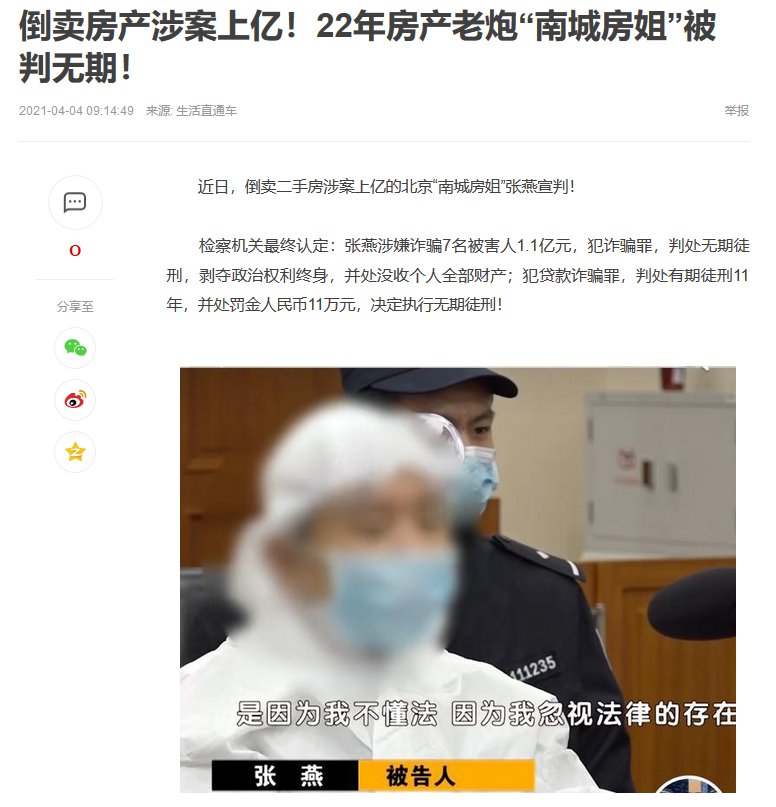 倒卖房产涉案上亿！22年房产老炮“南城房姐”被
判无期！
2021-04-04 09:14:49 来源: 生活直通车
举报
0
分享至
近日，倒卖二手房涉案上亿的北京“南城房姐”张燕宣判！
检察机关最终认定：张燕涉嫌诈骗7名被害人1.1亿元，犯诈骗罪，判处无期徒
刑，剥夺政治权利终身，并处没收个人全部财产；犯贷款诈骗罪，判处有期徒刑11
年，并处罚金人民币11万元，决定执行无期徒刑！
411235
是因为我不懂法 因为我忽视法律的存在
张 燕 被告人